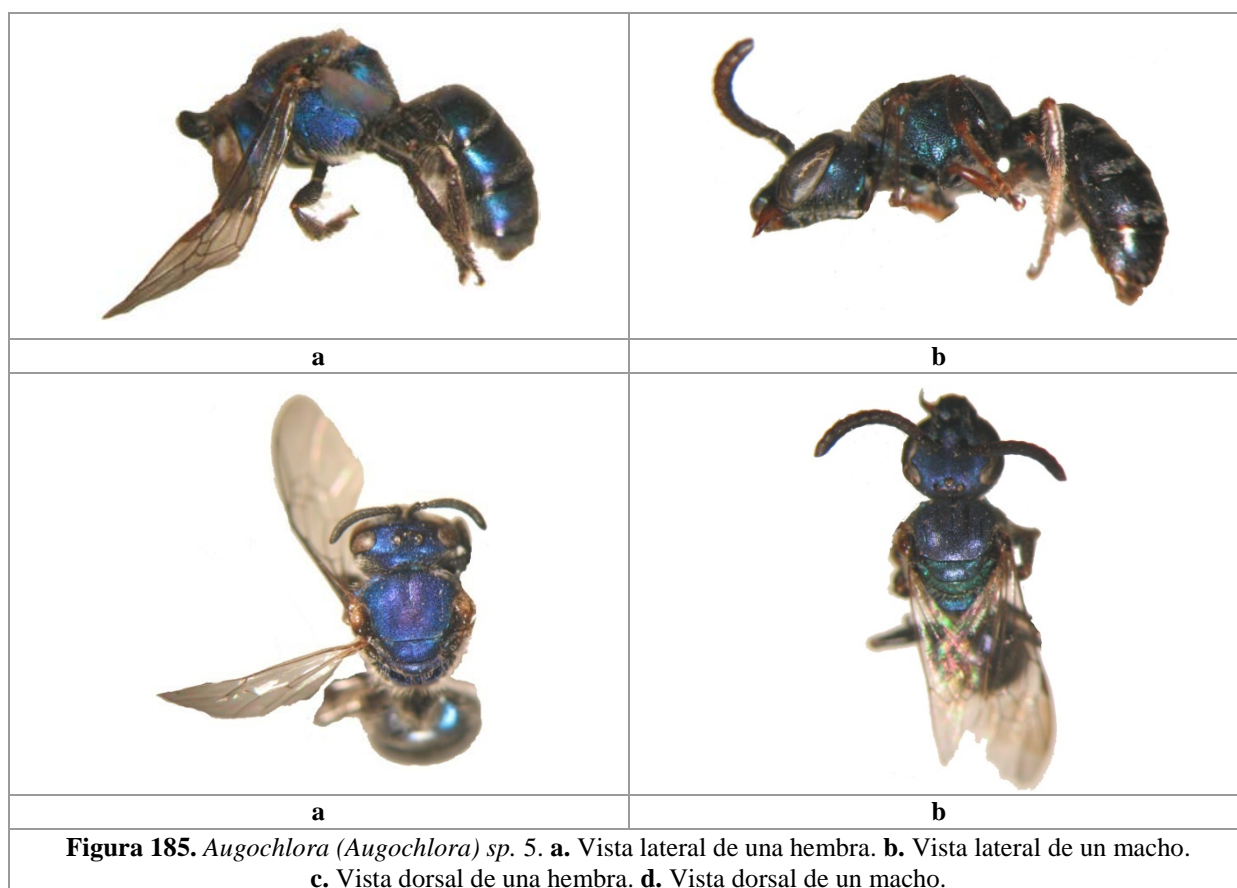 a
b
a
b
Figura 185. Augochlora (Augochlora) sp. 5. a. Vista lateral de una hembra. b. Vista lateral de un macho.
c. Vista dorsal de una hembra. d. Vista dorsal de un macho.